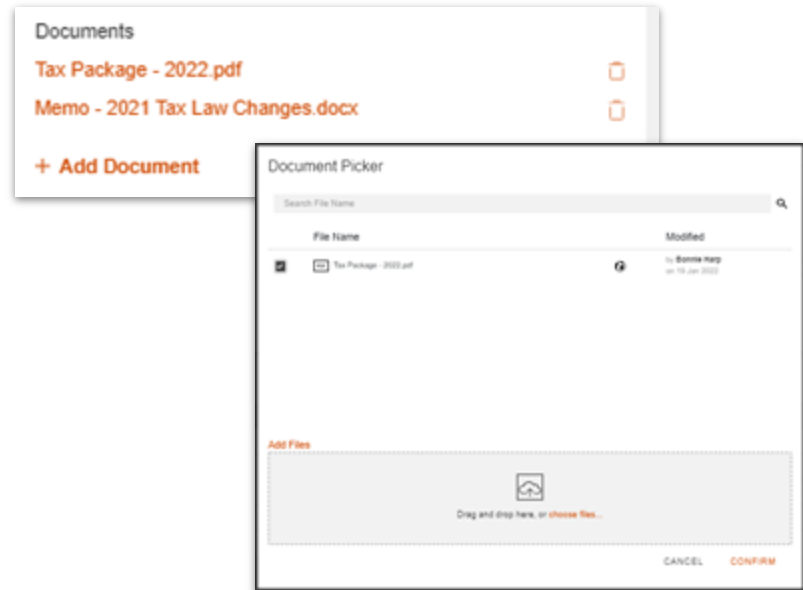 Documents
Tax Package - 2022.pdf
Memo - 2021 Tax Law Changes.docx
+ Add Document
Document Picker
Search File Name
File Name Modified
Tax Package - 2022.pdf by Bonnie Harp
on 19 Jan 2022
Add Files
Drag and drop here, or choose files...
CANCEL CONFIRM